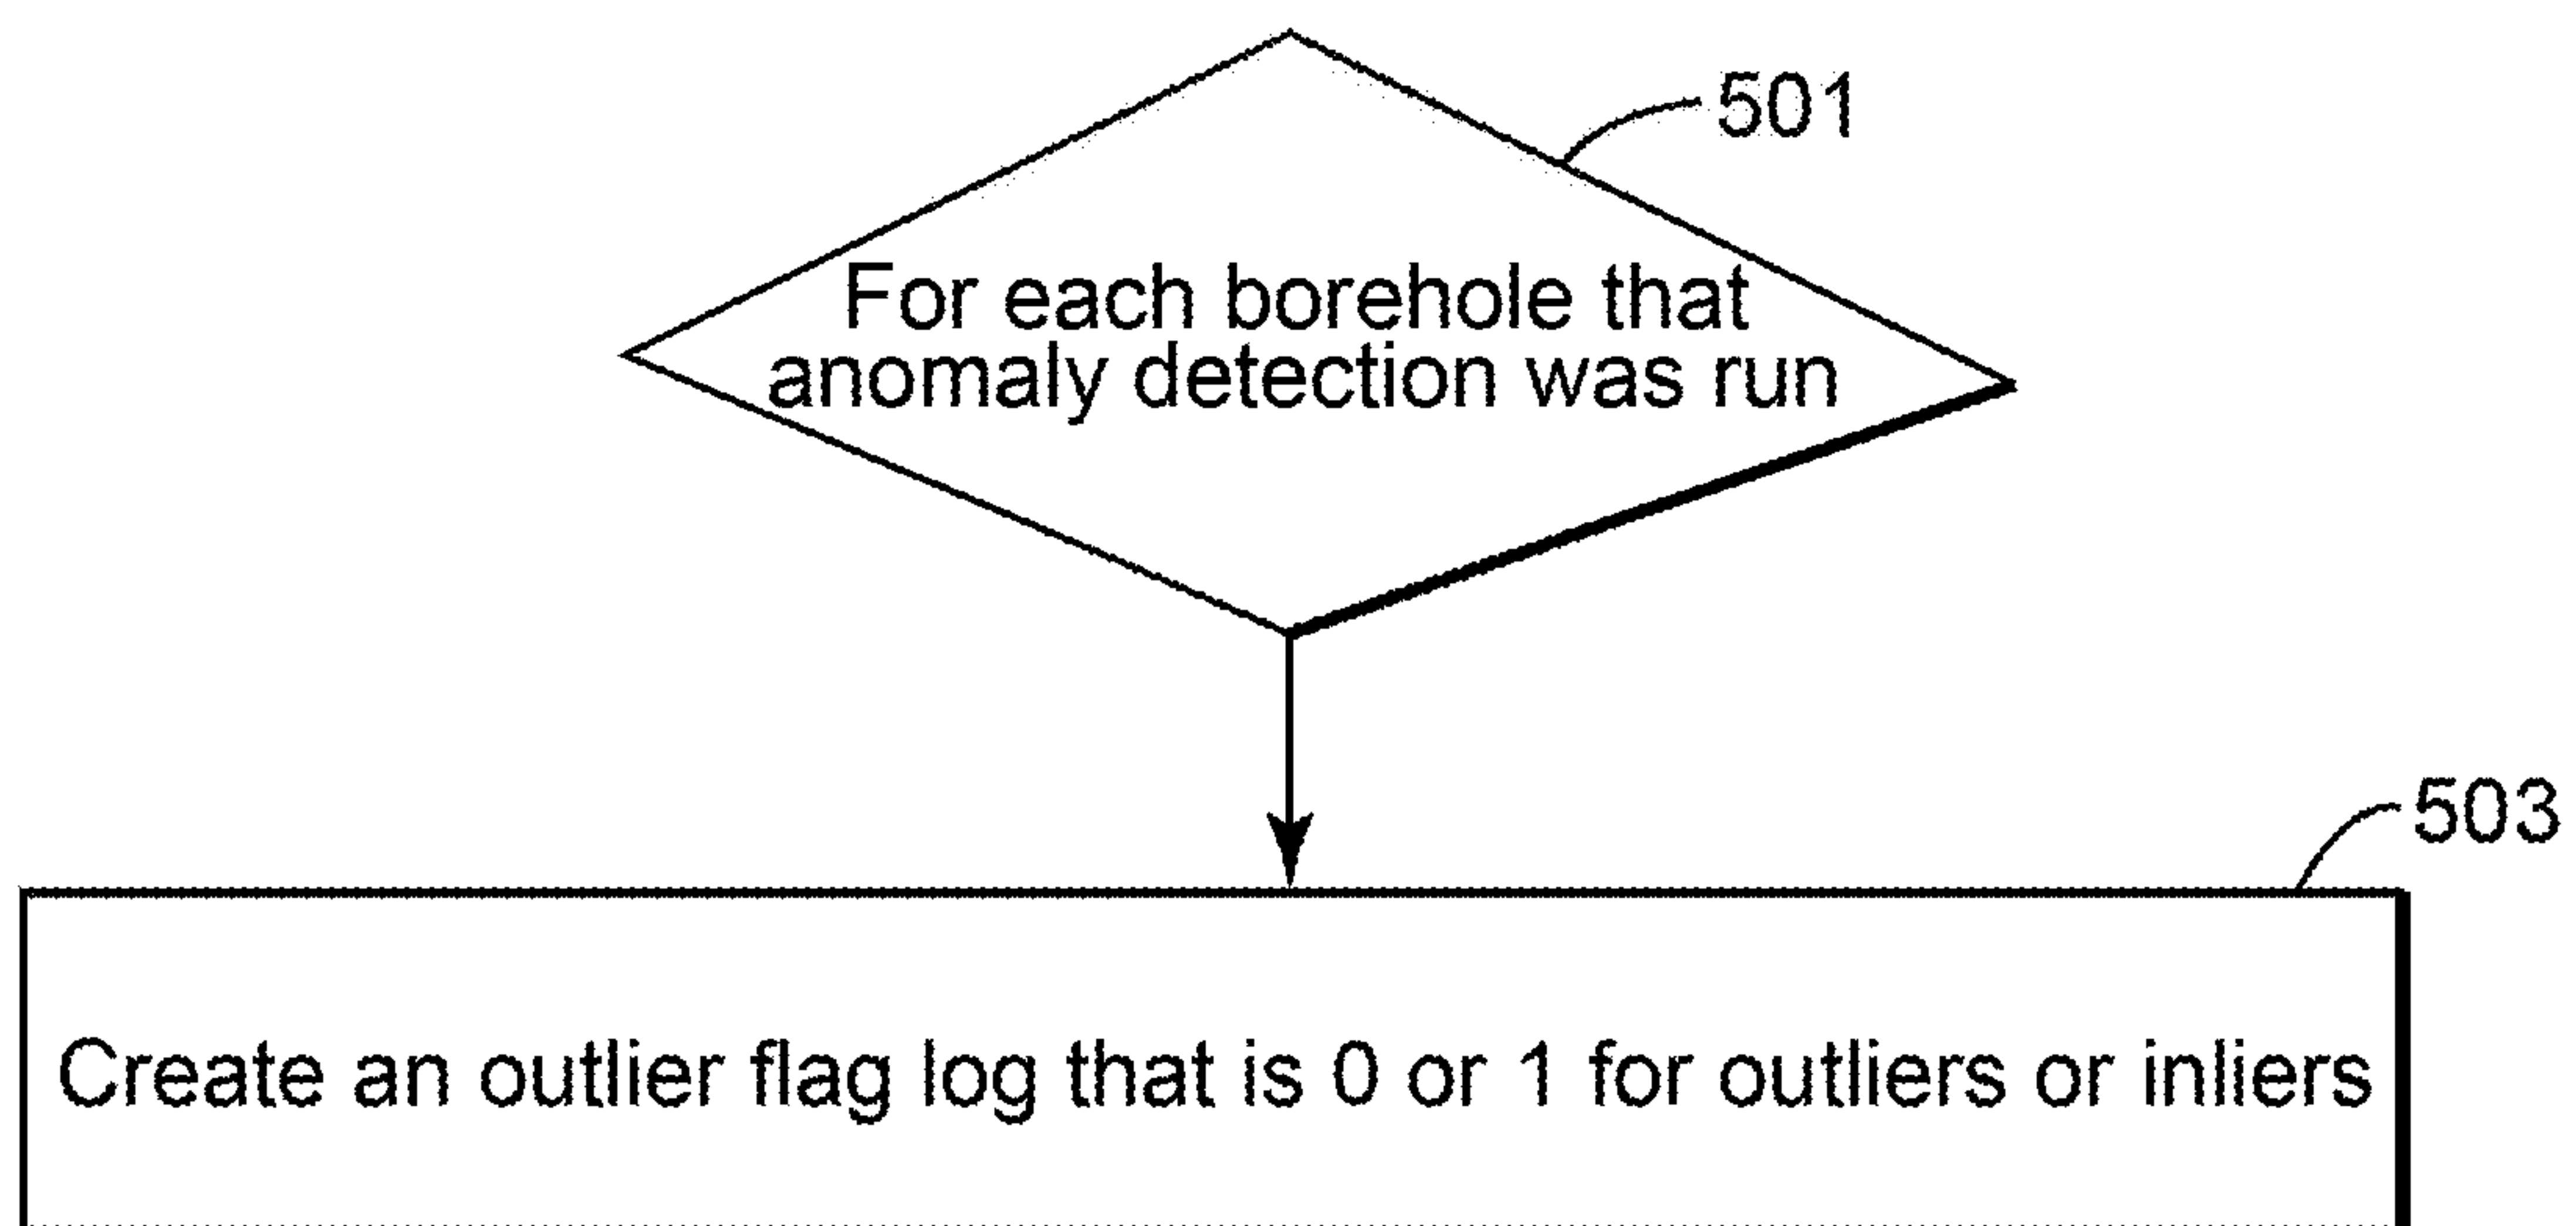 501
For each borehole that
anomaly detection was run
503
Create an outlier flag log that is 0 or 1 for outliers or inliers